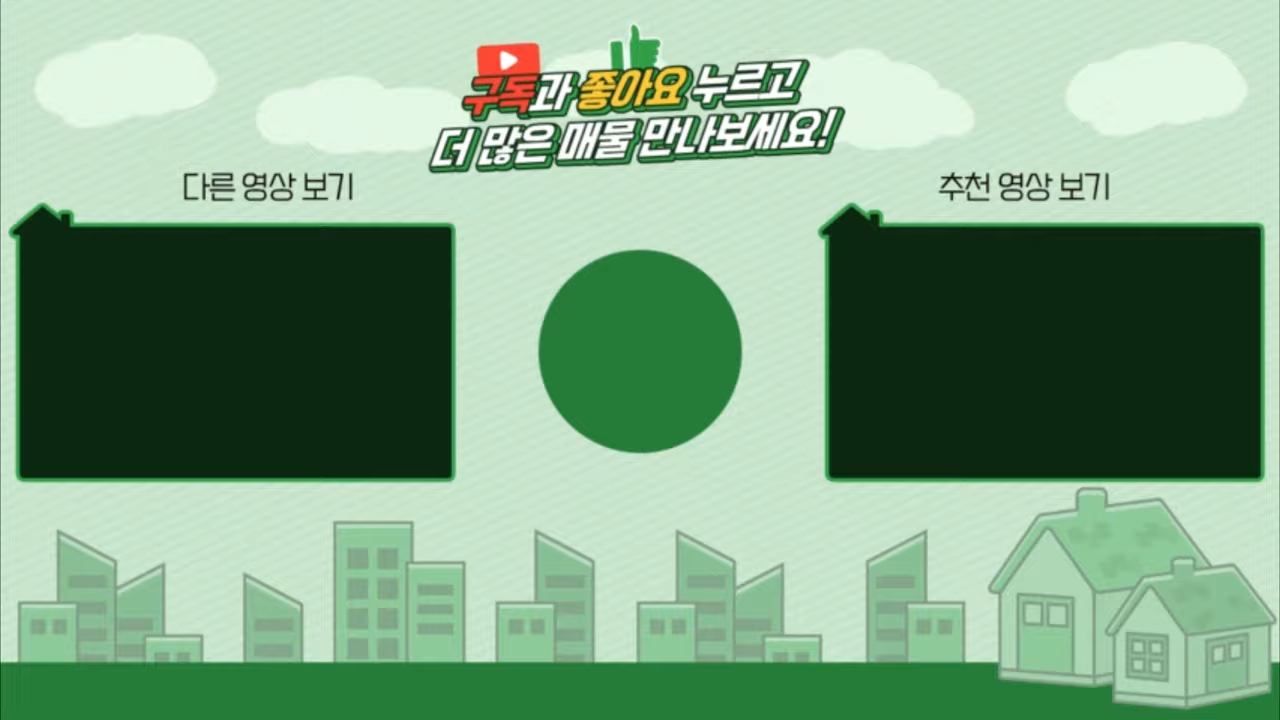 구독과 좋아요 누르고
더 많은 매물 만나보세요!
다른 영상 보기
추천 영상 보기